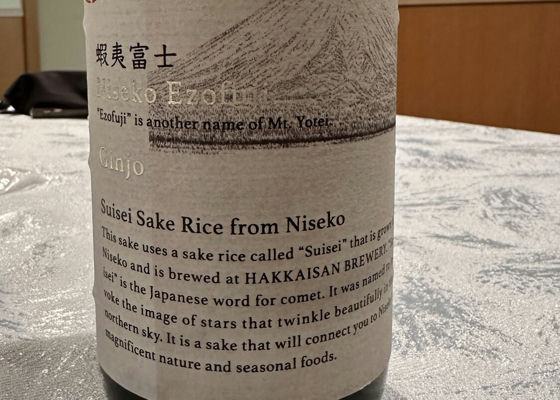 蝦夷富士
Niseko Ezofuji
"Ezofuji" is another name of Mt. Yotei.
Ginjo
Suisei Sake Rice from Niseko
This sake uses a sake rice called "Suisei" that is grown
Niseko and is brewed at HAKKAISAN BREWERY.
isei" is the Japanese word for comet. It was named to
voke the image of stars that twinkle beautifully in
northern sky. It is a sake that will connect you to Niseko
magnificent nature and seasonal foods.